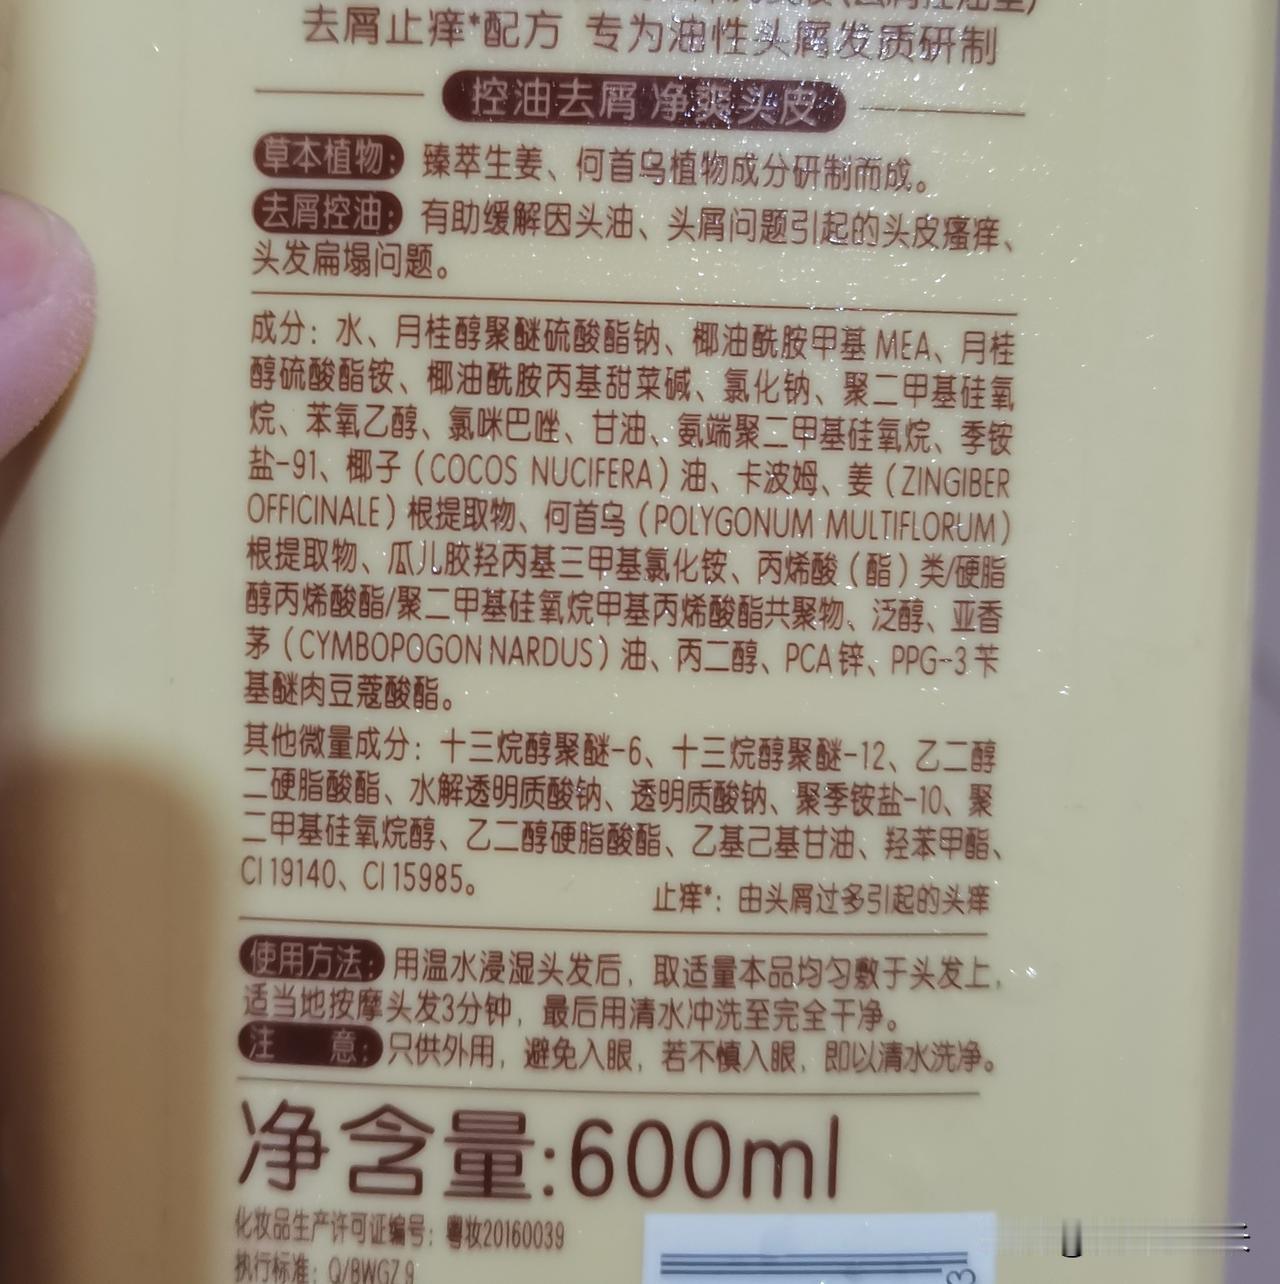 去屑止痒*配方 专为油性头屑发质研制
控油去屑 净爽头皮
草本植物: 臻萃生姜、何首乌植物成分研制而成。
去屑控油: 有助缓解因头油、头屑问题引起的头皮瘙痒、
头发扁塌问题。
成分：水、月桂醇聚醚硫酸酯钠、椰油酰胺甲基 MEA、月桂
醇硫酸酯铵、椰油酰胺丙基甜菜碱、氯化钠、聚二甲基硅氧
烷、苯氧乙醇、氯咪巴唑、甘油、氨端聚二甲基硅氧烷、季铵
盐-91、椰子（COCOS NUCIFERA）油、卡波姆、姜（ZINGIBER
OFFICINALE）根提取物、何首乌（POLYGONUM MULTIFLORUM）
根提取物、瓜儿胶羟丙基三甲基氯化铵、丙烯酸（酯）类/硬脂
醇丙烯酸酯/聚二甲基硅氧烷甲基丙烯酸酯共聚物、泛醇、亚香
茅（CYMBOPOGON NARDUS）油、丙二醇、PCA 锌、PPG-3 苄
基醚肉豆蔻酸酯。
其他微量成分：十三烷醇聚醚-6、十三烷醇聚醚-12、乙二醇
二硬脂酸酯、水解透明质酸钠、透明质酸钠、聚季铵盐-10、聚
二甲基硅氧烷醇、乙二醇硬脂酸酯、乙基己基甘油、羟苯甲酯、
CI 19140、CI 15985。
止痒*：由头屑过多引起的头痒
使用方法: 用温水浸湿头发后，取适量本品均匀敷于头发上，
适当地按摩头发3分钟，最后用清水冲洗至完全干净。
注 意: 只供外用，避免入眼，若不慎入眼，即以清水洗净。
净含量:600ml
化妆品生产许可证编号：粤妆20160039
执行标准：Q/BWGZ 9
3